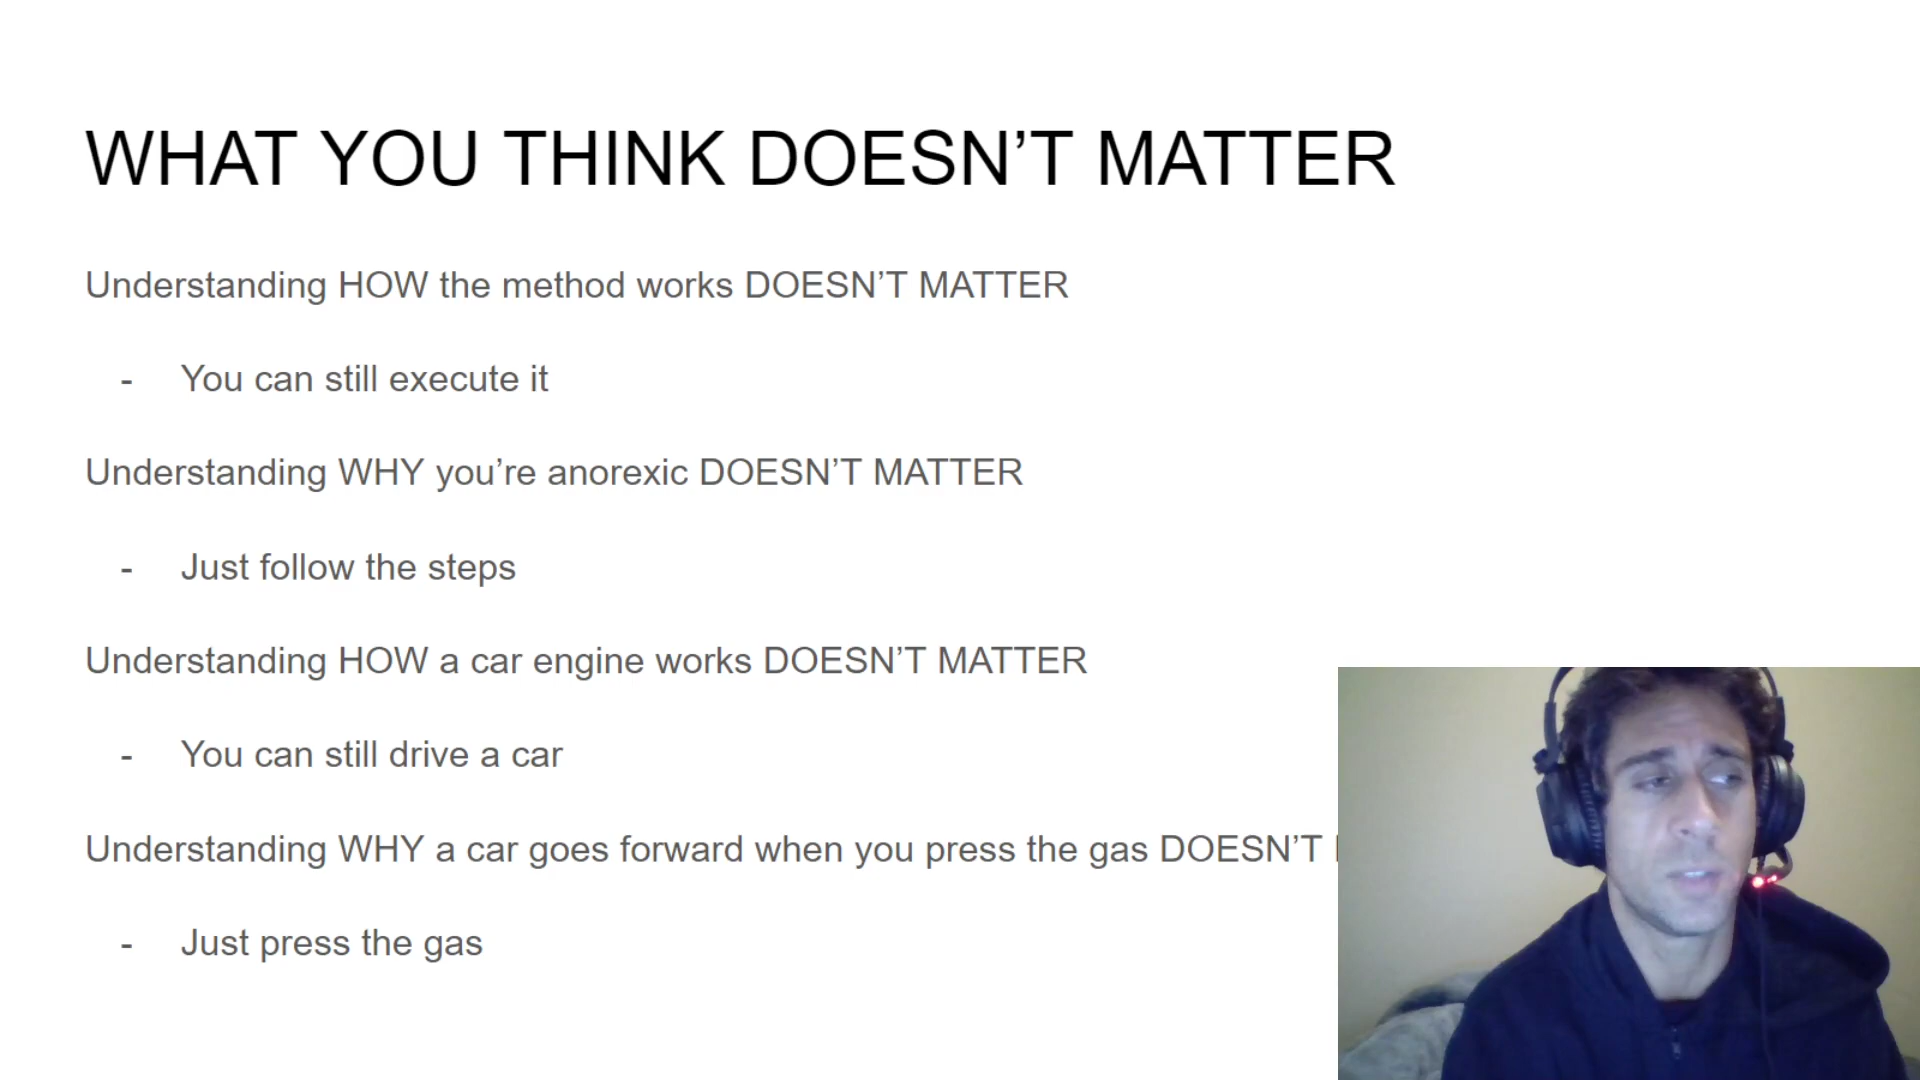 WHAT YOU THINK DOESN’T MATTER
Understanding HOW the method works DOESN’T MATTER
- You can still execute it
Understanding WHY you’re anorexic DOESN’T MATTER
- Just follow the steps
Understanding HOW a car engine works DOESN’T MATTER
- You can still drive a car
Understanding WHY a car goes forward when you press the gas DOESN’T
- Just press the gas